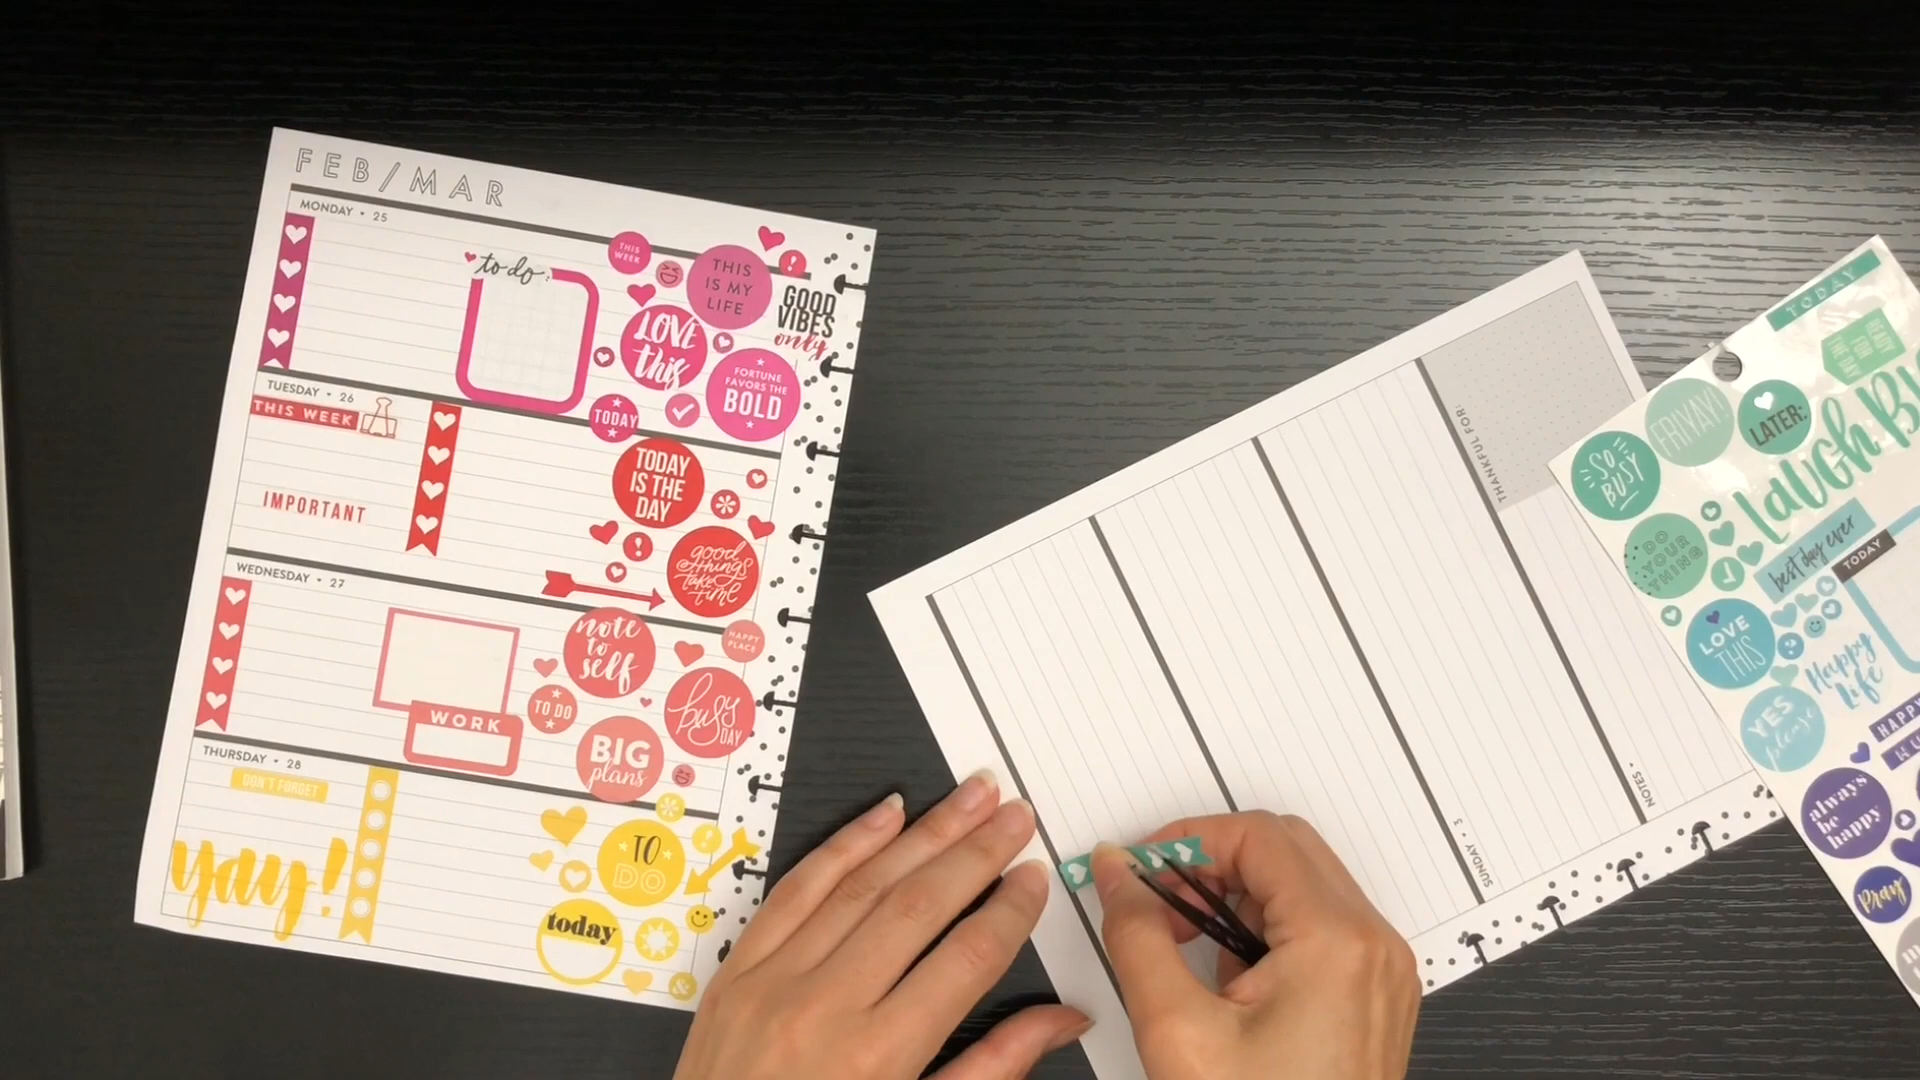 FEB/MAR
MONDAY • 25
to do:
THIS
WEEK
THIS
IS MY
LIFE
GOOD
VIBES
only
LOVE
this
FORTUNE
FAVORS THE
BOLD
TODAY
TUESDAY • 26
THIS WEEK
IMPORTANT
TODAY
IS THE
DAY
good
things
take
time
WEDNESDAY • 27
WORK
note
to
self
HAPPY
PLACE
TO DO
busy
DAY
BIG
plans
THURSDAY • 28
DON'T FORGET
yay!
TO
DO
today
&
THANKFUL FOR:
NOTES •
SUNDAY • 3
TODAY
SO
BUSY
FRIYAY!
LATER:
LAUGH
DO
YOUR
THING
best day ever
TODAY
LOVE
THIS
Happy
Life
YES
please
HAPPY
always
be
happy
Pray